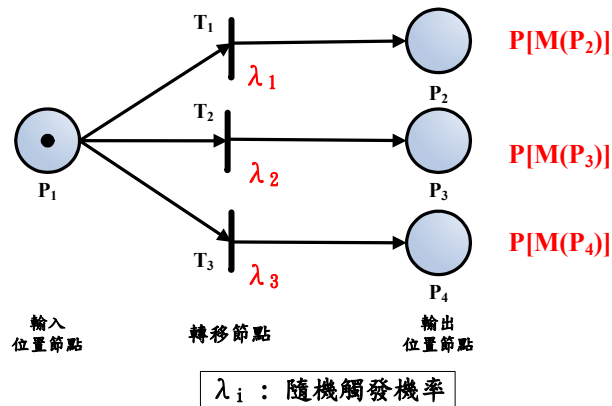 T₁
λ₁
P₂
P[M(P₂)]
P₁
T₂
λ₂
P₃
P[M(P₃)]
T₃
λ₃
P₄
P[M(P₄)]
輸入
位置節點
轉移節點
輸出
位置節點
λi : 隨機觸發機率